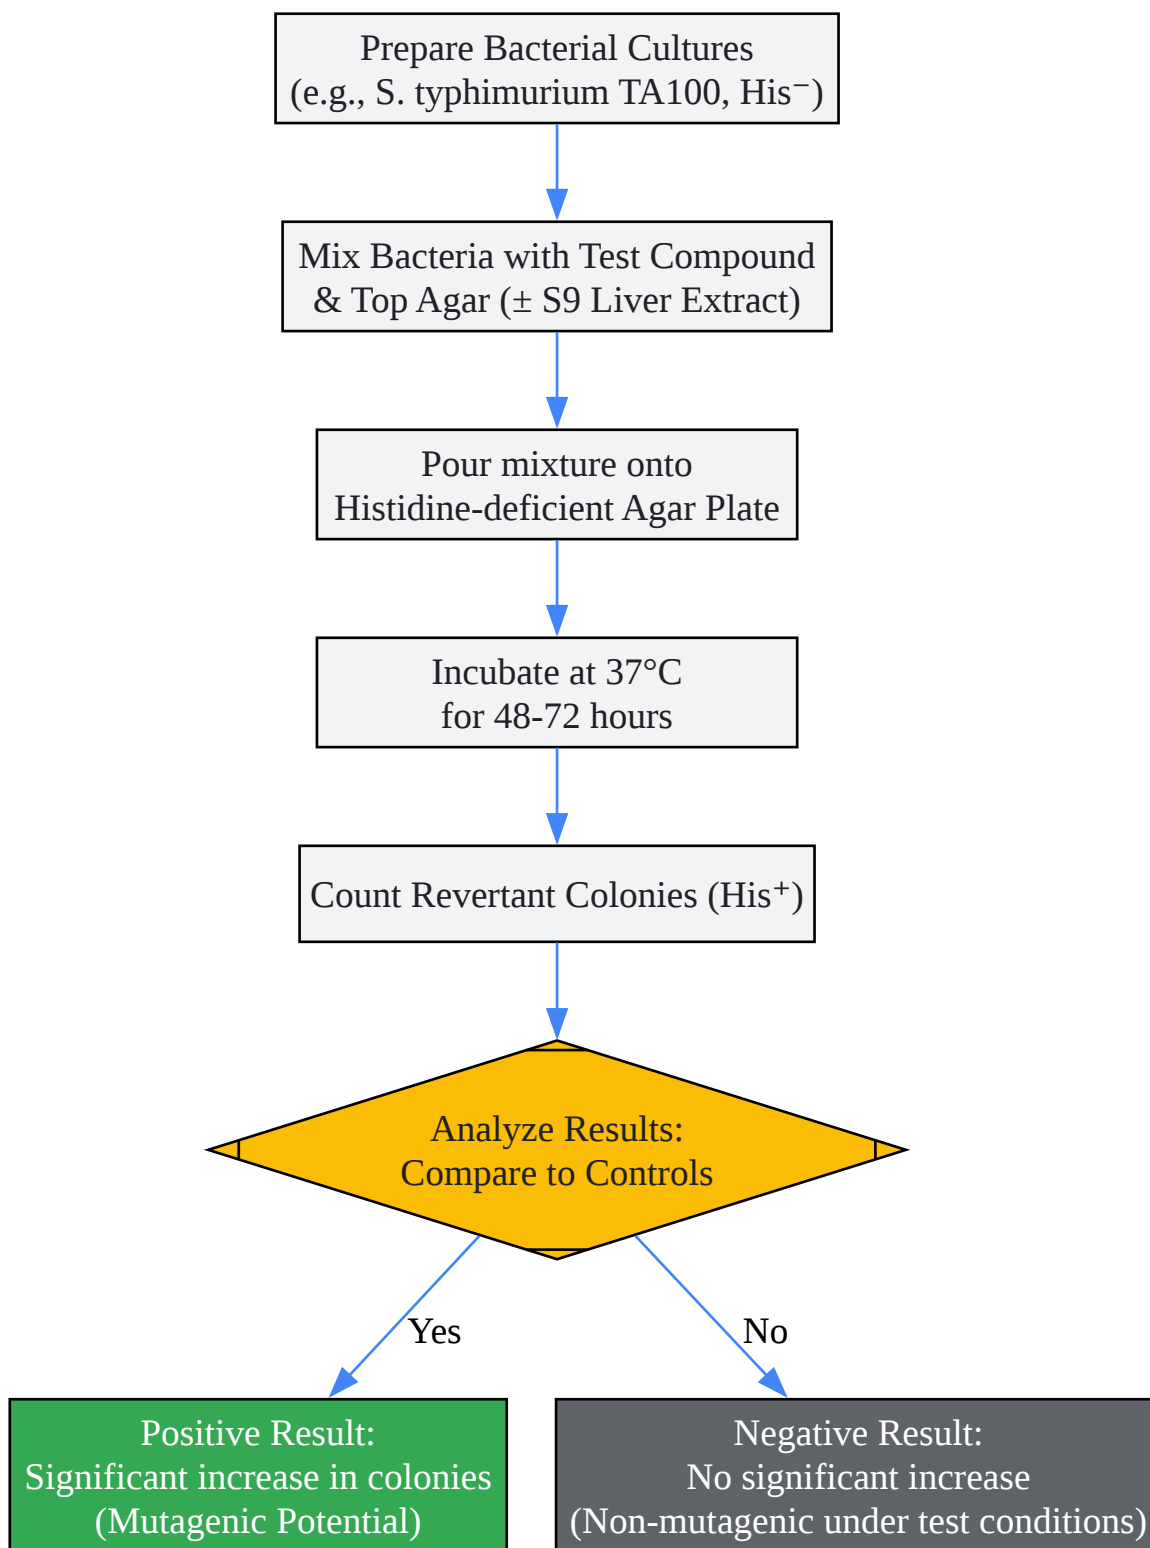 Prepare Bacterial Cultures
(e.g., S. typhimurium TA100, His⁻)
Mix Bacteria with Test Compound
& Top Agar (± S9 Liver Extract)
Pour mixture onto
Histidine-deficient Agar Plate
Incubate at 37°C
for 48-72 hours
Count Revertant Colonies (His⁺)
Analyze Results:
Compare to Controls
Yes
No
Positive Result:
Significant increase in colonies
(Mutagenic Potential)
Negative Result:
No significant increase
(Non-mutagenic under test conditions)